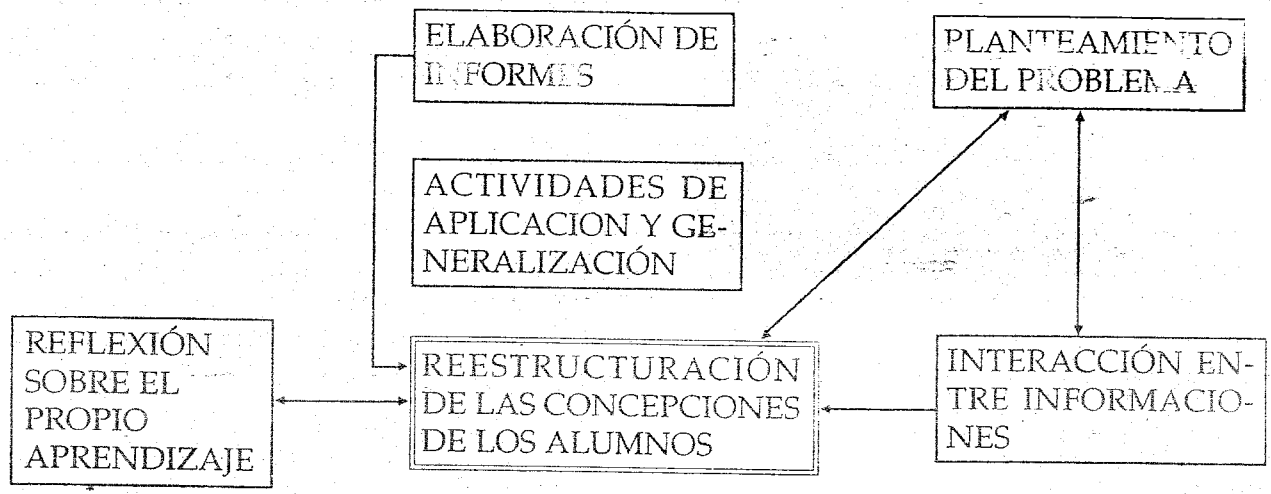 ELABORACIÓN DE
INFORMES
PLANTEAMIENTO
DEL PROBLEMA
ACTIVIDADES DE
APLICACION Y GE-
NERALIZACIÓN
REFLEXIÓN
SOBRE EL
PROPIO
APRENDIZAJE
REESTRUCTURACIÓN
DE LAS CONCEPCIONES
DE LOS ALUMNOS
INTERACCIÓN EN-
TRE INFORMACIO-
NES